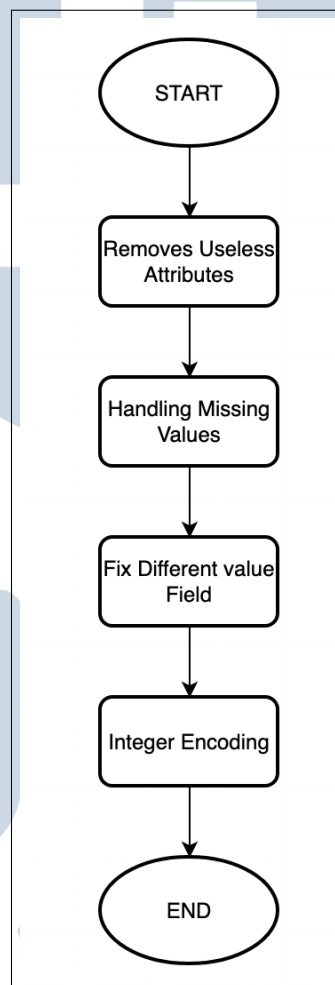 START
Removes Useless
Attributes
Handling Missing
Values
Fix Different value
Field
Integer Encoding
END